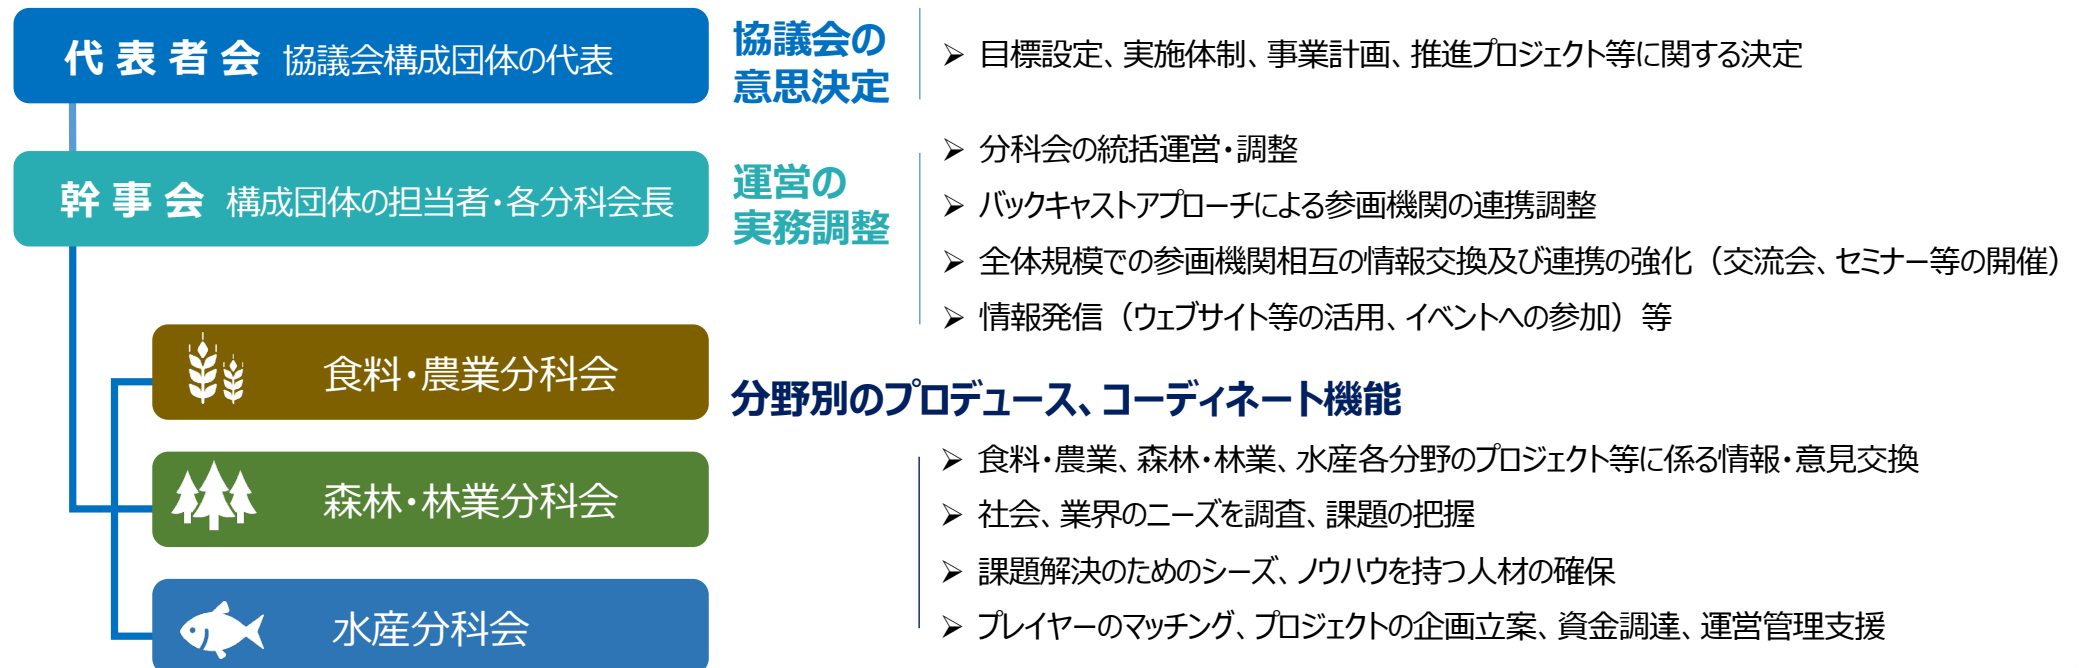 代表者会 協議会構成団体の代表
協議会の
意思決定
➢ 目標設定、実施体制、事業計画、推進プロジェクト等に関する決定
幹事会 構成団体の担当者・各分科会長
運営の
実務調整
➢ 分科会の統括運営・調整
➢ バックキャストアプローチによる参画機関の連携調整
➢ 全体規模での参画機関相互の情報交換及び連携の強化（交流会、セミナー等の開催）
➢ 情報発信（ウェブサイト等の活用、イベントへの参加）等
食料・農業分科会
森林・林業分科会
水産分科会
分野別のプロデュース、コーディネート機能
➢ 食料・農業、森林・林業、水産各分野のプロジェクト等に係る情報・意見交換
➢ 社会、業界のニーズを調査、課題の把握
➢ 課題解決のためのシーズ、ノウハウを持つ人材の確保
➢ プレイヤーのマッチング、プロジェクトの企画立案、資金調達、運営管理支援